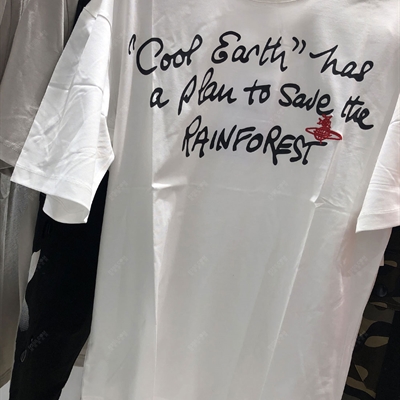 "Cool Earth" has
a plan to save the
RAINFOREST